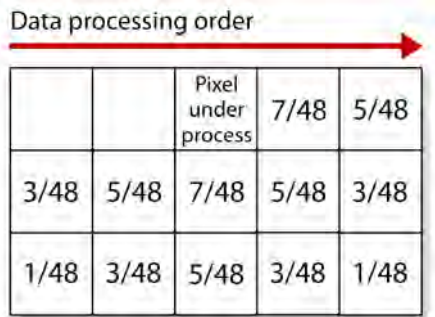 Data processing order
Pixel under process 7/48 5/48
3/48 5/48 7/48 5/48 3/48
1/48 3/48 5/48 3/48 1/48